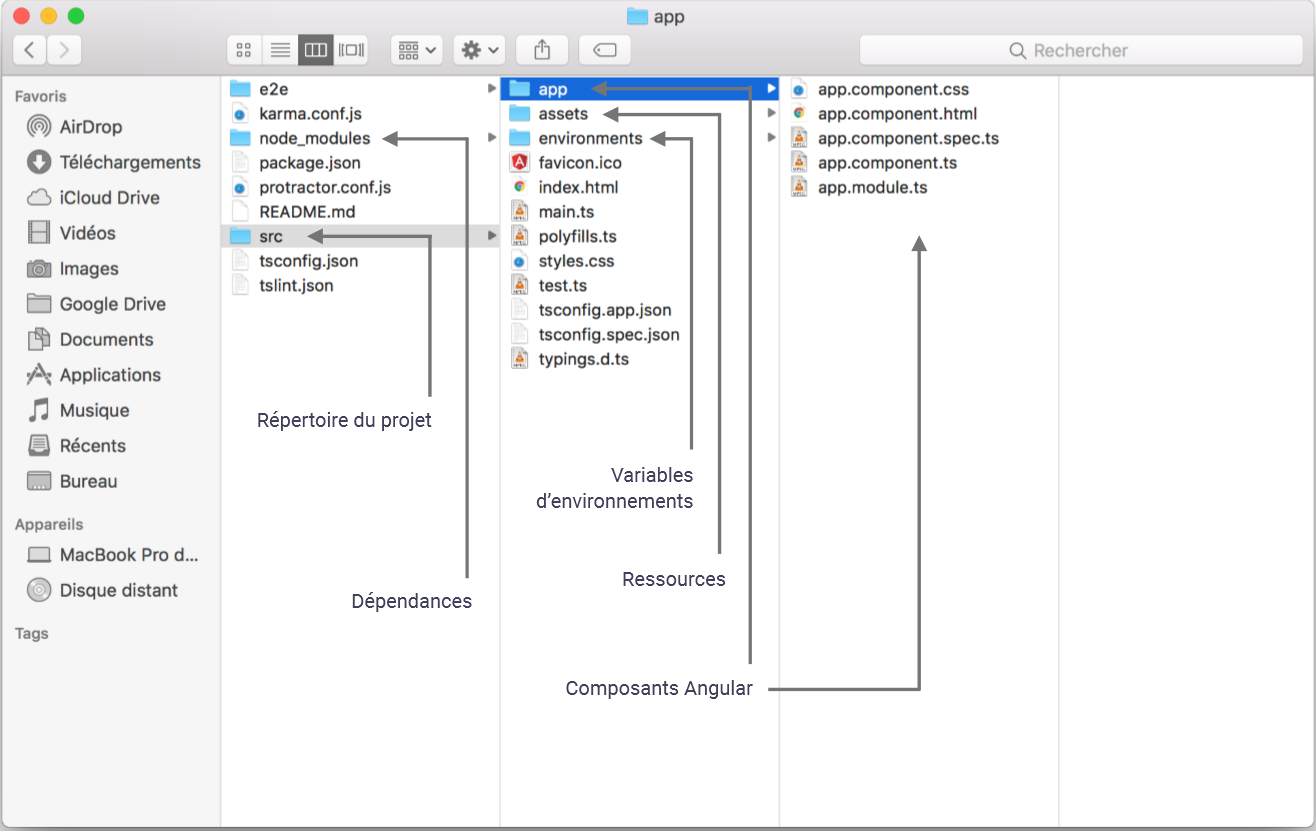 app
Rechercher
Favoris
AirDrop
Téléchargements
iCloud Drive
Vidéos
Images
Google Drive
Documents
Applications
Musique
Récents
Bureau
Appareils
MacBook Pro d...
Disque distant
Tags
e2e
karma.conf.js
node_modules
package.json
protractor.conf.js
README.md
src
tsconfig.json
tslint.json
Répertoire du projet
Dépendances
app
assets
environments
favicon.ico
index.html
main.ts
polyfills.ts
styles.css
test.ts
tsconfig.app.json
tsconfig.spec.json
typings.d.ts
Variables
d’environnements
Ressources
Composants Angular
app.component.css
app.component.html
app.component.spec.ts
app.component.ts
app.module.ts